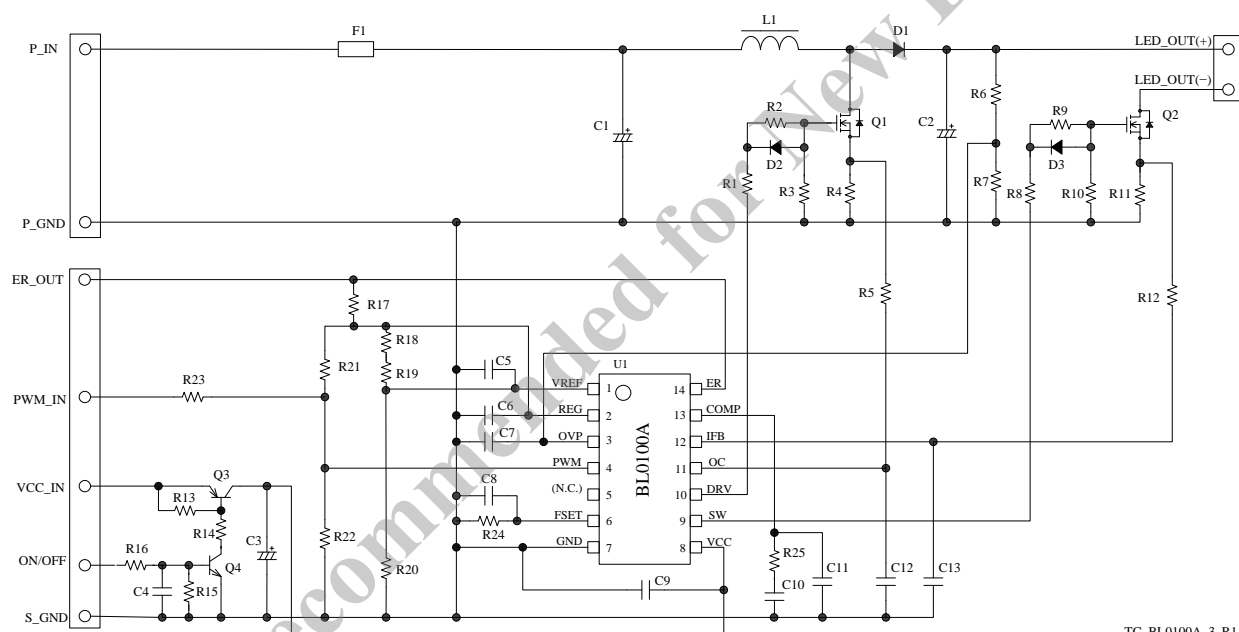 L1
F1
D1
P_IN
LED_OUT(+)
LED_OUT(−)
R6
R2
R9
C1
Q1
C2
Q2
D2
D3
R1
R3
R4
R7
R8
R10
R11
P_GND
ER_OUT
R17
R5
R12
R18
U1
C5
R21
R19
R23
VREF
1
14
ER
PWM_IN
C6
REG
2
13
COMP
C7
OVP
3
12
IFB
BL0100A
PWM
4
11
OC
Q3
C8
VCC_IN
(N.C.)
5
10
DRV
R13
FSET
6
9
SW
R14
R24
R22
C3
GND
7
8
VCC
R16
ON/OFF
R25
Q4
R20
C11
C12
C13
C4
R15
C9
C10
S_GND
TC_BL0100A_3_R1
ecommended for New